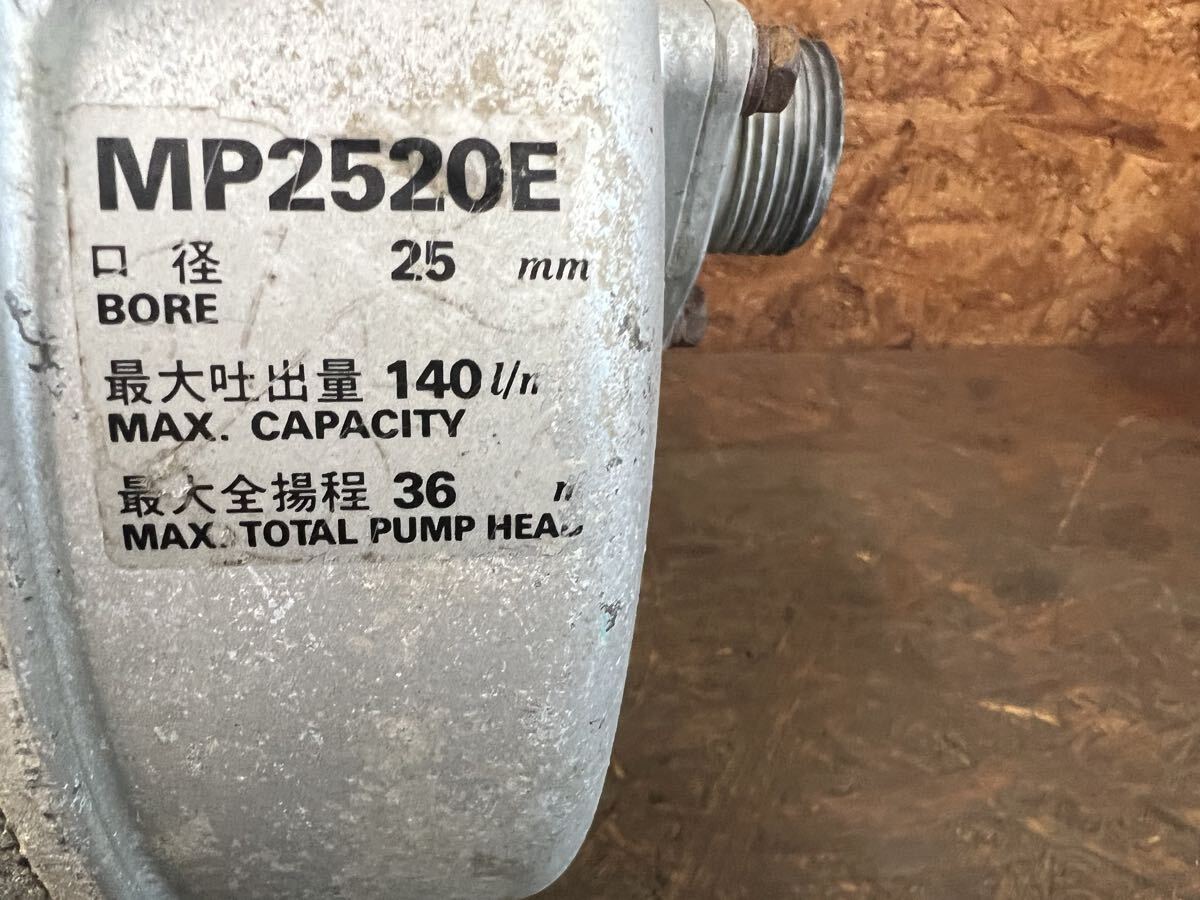 MP2520E
口径 25 mm
BORE
最大吐出量 140 l/
MAX. CAPACITY
最大全揚程 36
MAX. TOTAL PUMP HEAD